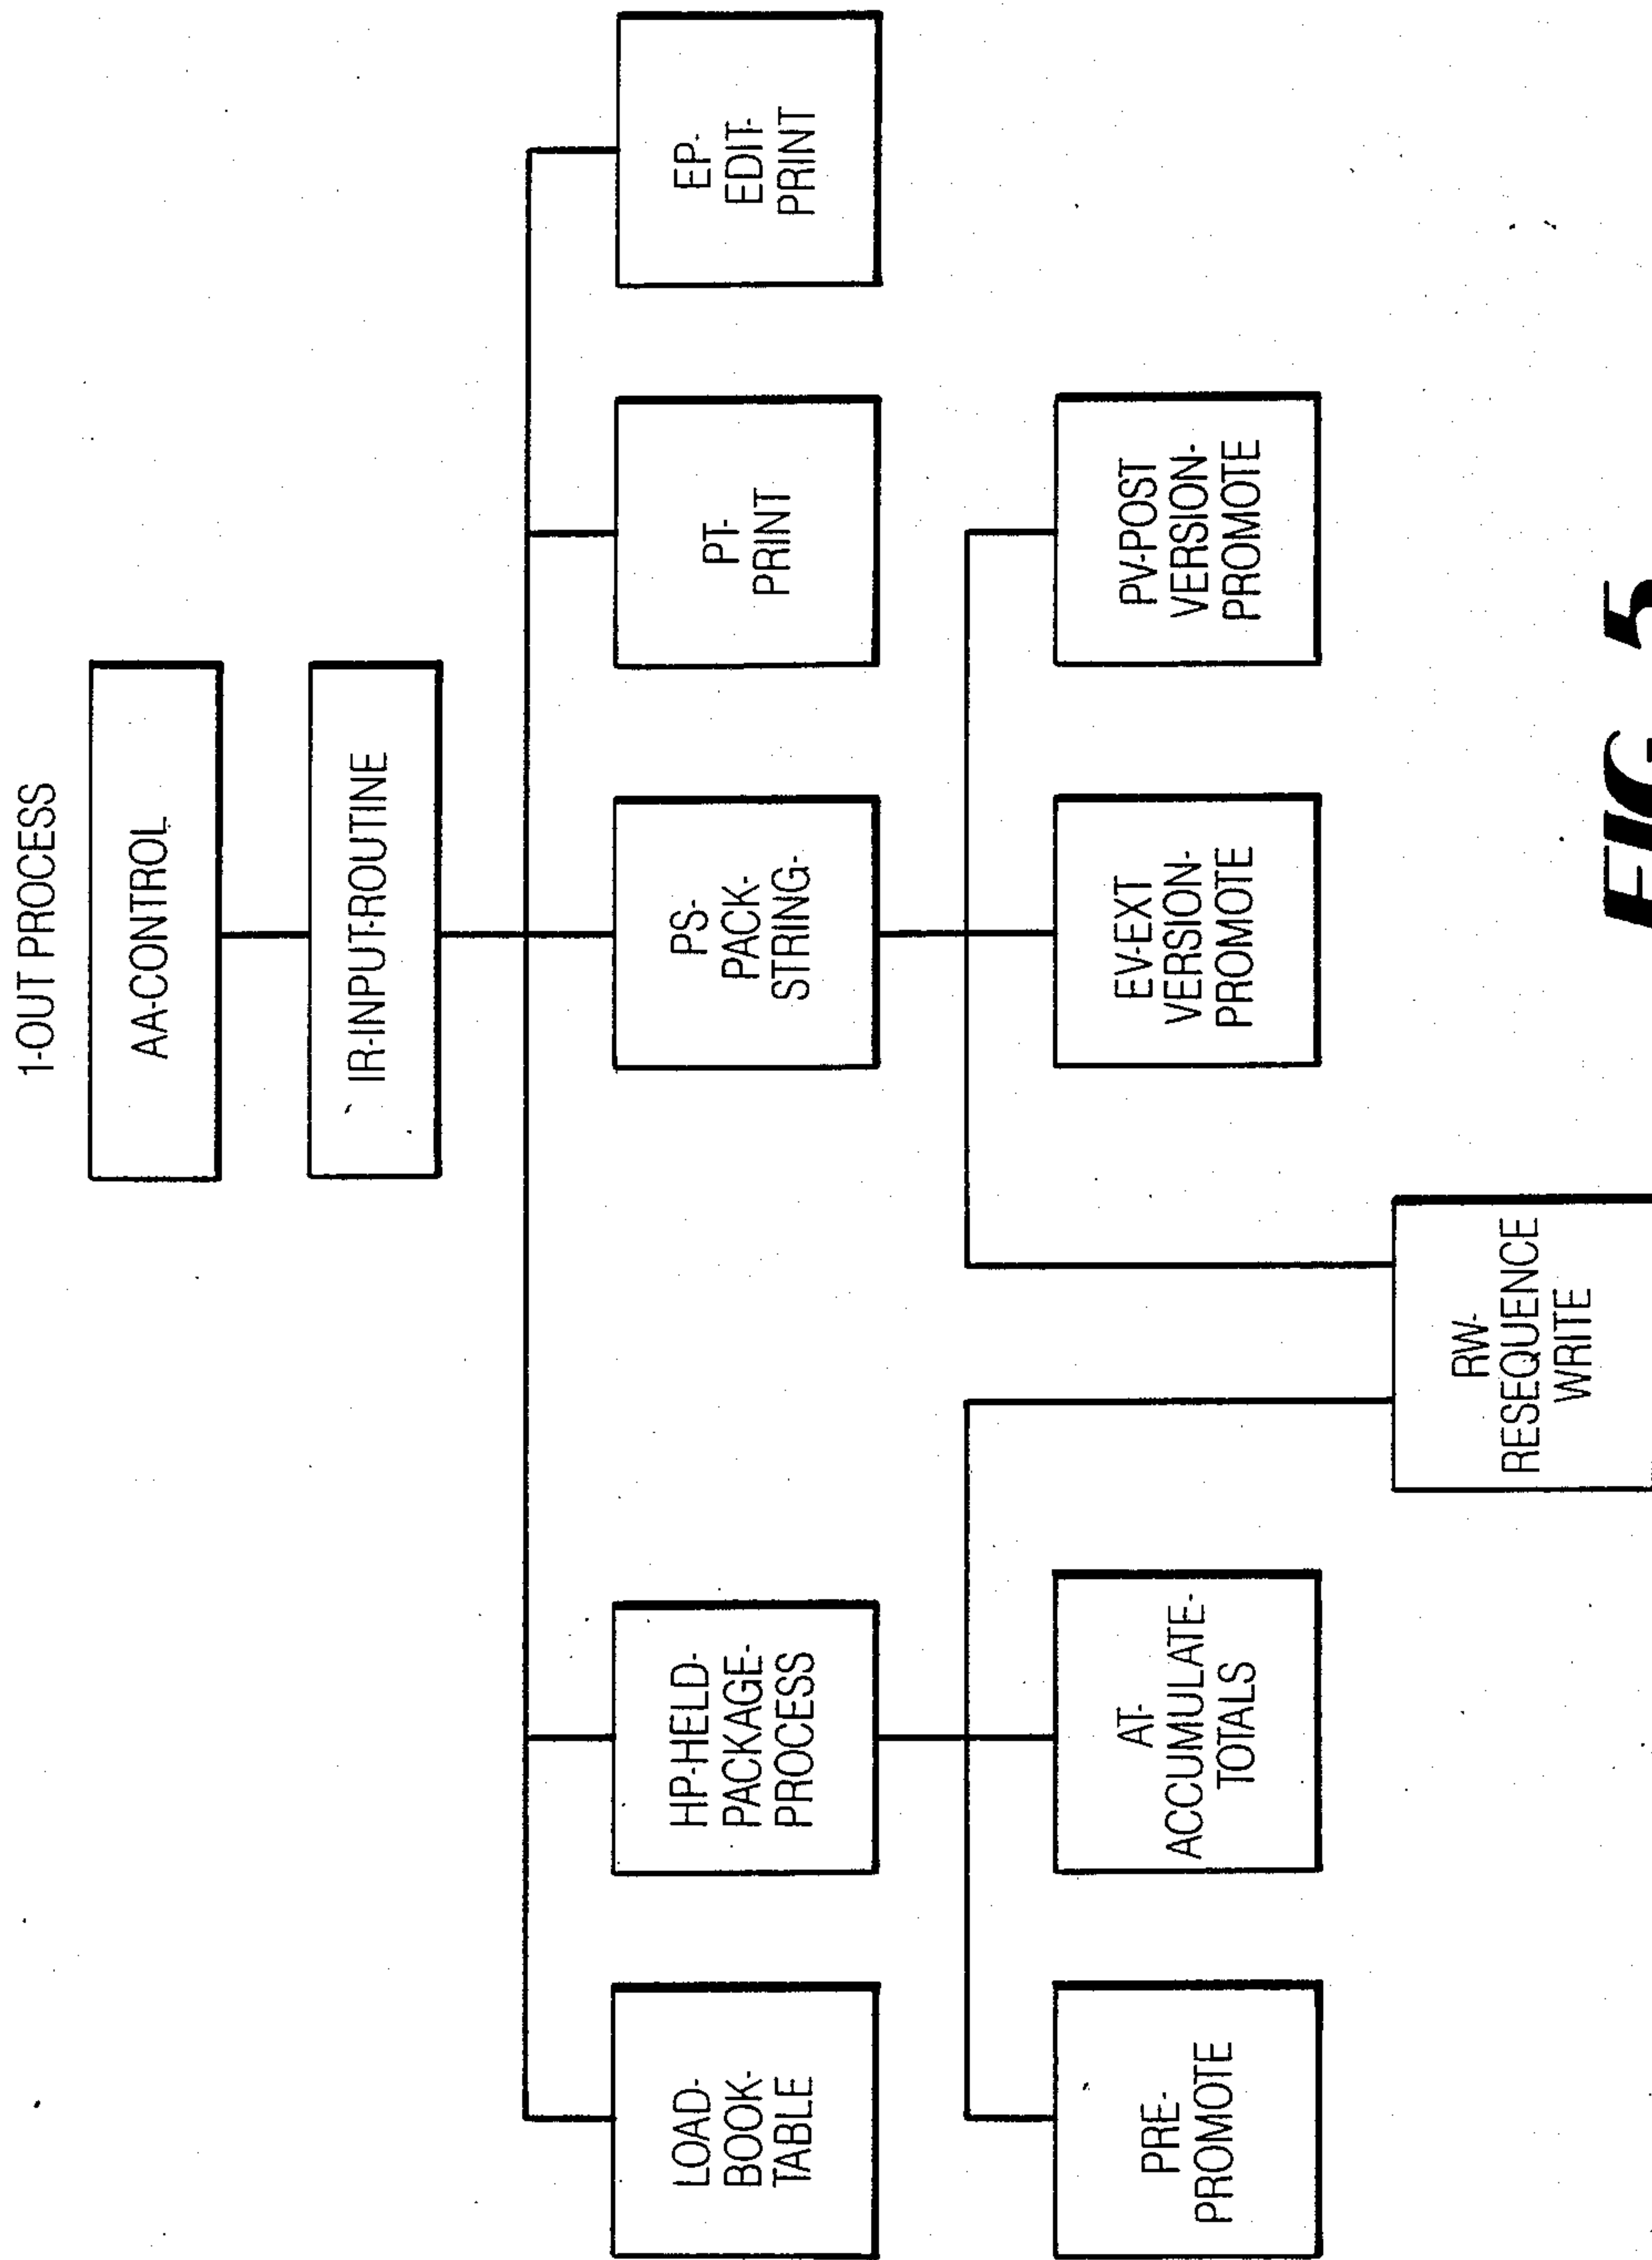 1-OUT PROCESS
AA-CONTROL
IR-INPUT-ROUTINE
LOAD-
BOOK-
TABLE
HP-HELD-
PACKAGE-
PROCESS
PS-
PACK-
STRING-
PT-
PRINT
EP-
EDIT-
PRINT
PRE-
PROMOTE
AT-
ACCUMULATE-
TOTALS
EV-EXT
VERSION-
PROMOTE
PV-POST
VERSION-
PROMOTE
RW-
RESEQUENCE
WRITE
FIG. 5